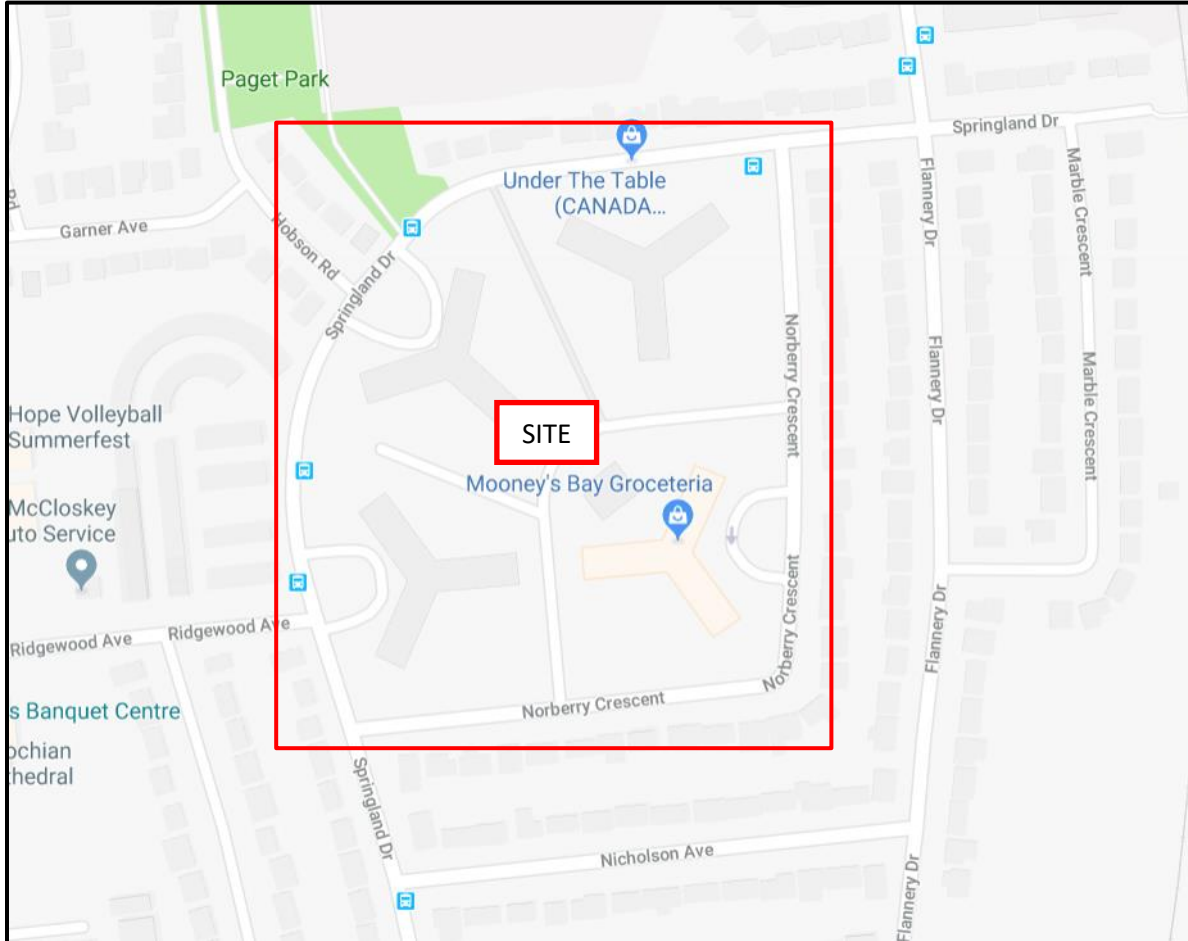 Paget Park
Springland Dr
Under The Table
(CANADA...
Flannery Dr
Marble Crescent
Rd
Garner Ave
Hobson Rd
Springland Dr
Norberry Crescent
Flannery Dr
Marble Crescent
Hope Volleyball
Summerfest
SITE
Mooney's Bay Groceteria
McCloskey
uto Service
Norberry Crescent
Flannery Dr
Ridgewood Ave
Ridgewood Ave
Norberry Crescent
s Banquet Centre
ochian
thedral
Springland Dr
Nicholson Ave
Flannery Dr